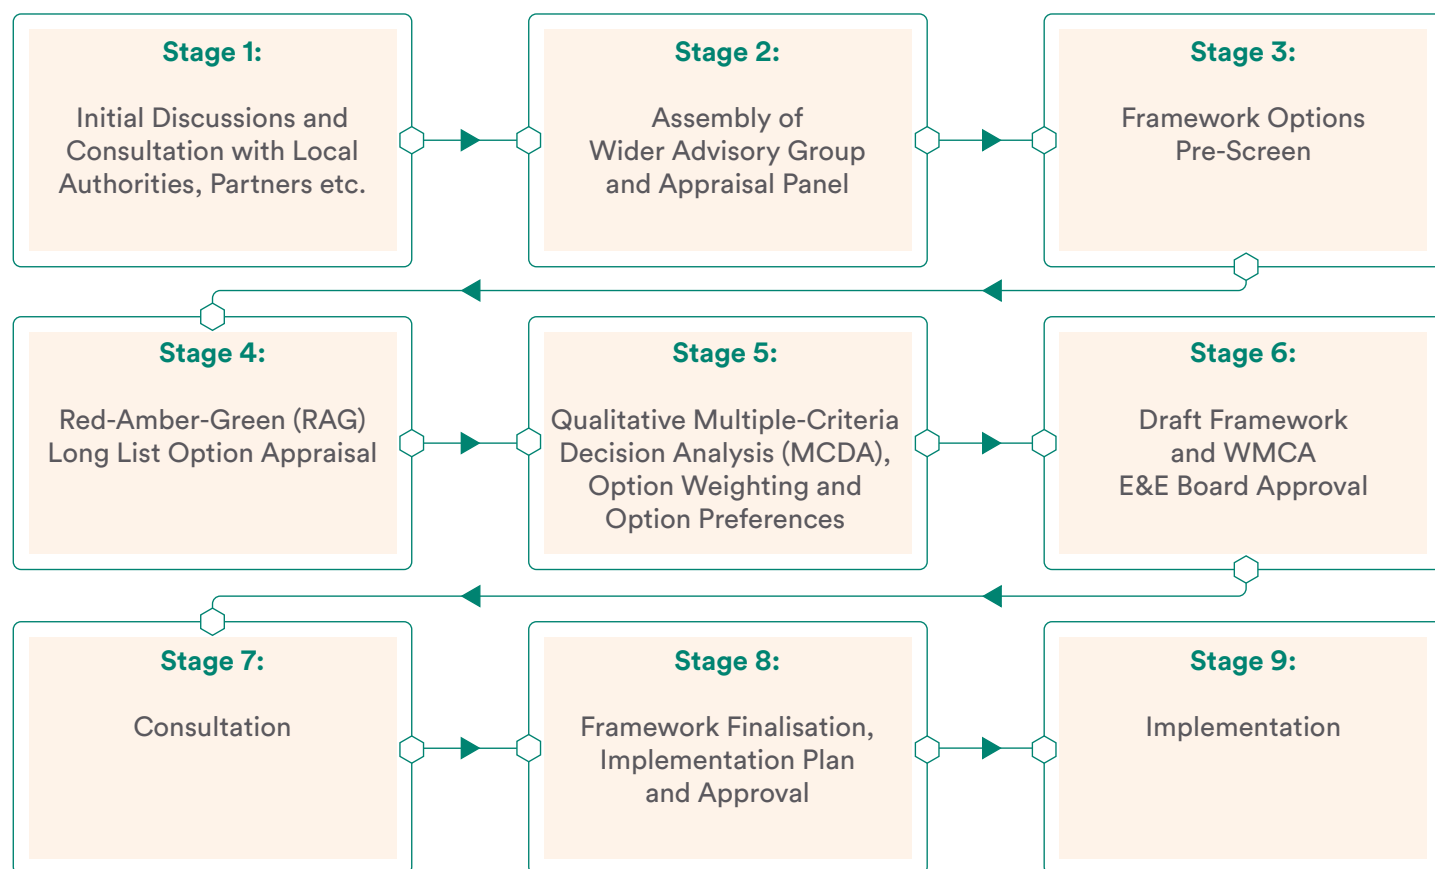 Stage 1:
Initial Discussions and
Consultation with Local
Authorities, Partners etc.
Stage 2:
Assembly of
Wider Advisory Group
and Appraisal Panel
Stage 3:
Framework Options
Pre-Screen
Stage 4:
Red-Amber-Green (RAG)
Long List Option Appraisal
Stage 5:
Qualitative Multiple-Criteria
Decision Analysis (MCDA),
Option Weighting and
Option Preferences
Stage 6:
Draft Framework
and WMCA
E&E Board Approval
Stage 7:
Consultation
Stage 8:
Framework Finalisation,
Implementation Plan
and Approval
Stage 9:
Implementation